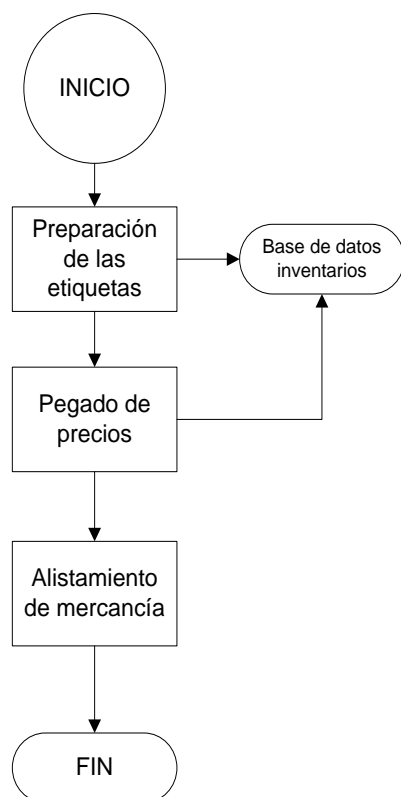 INICIO
Preparación
de las
etiquetas
Base de datos
inventarios
Pegado de
precios
Alistamiento
de mercancía
FIN